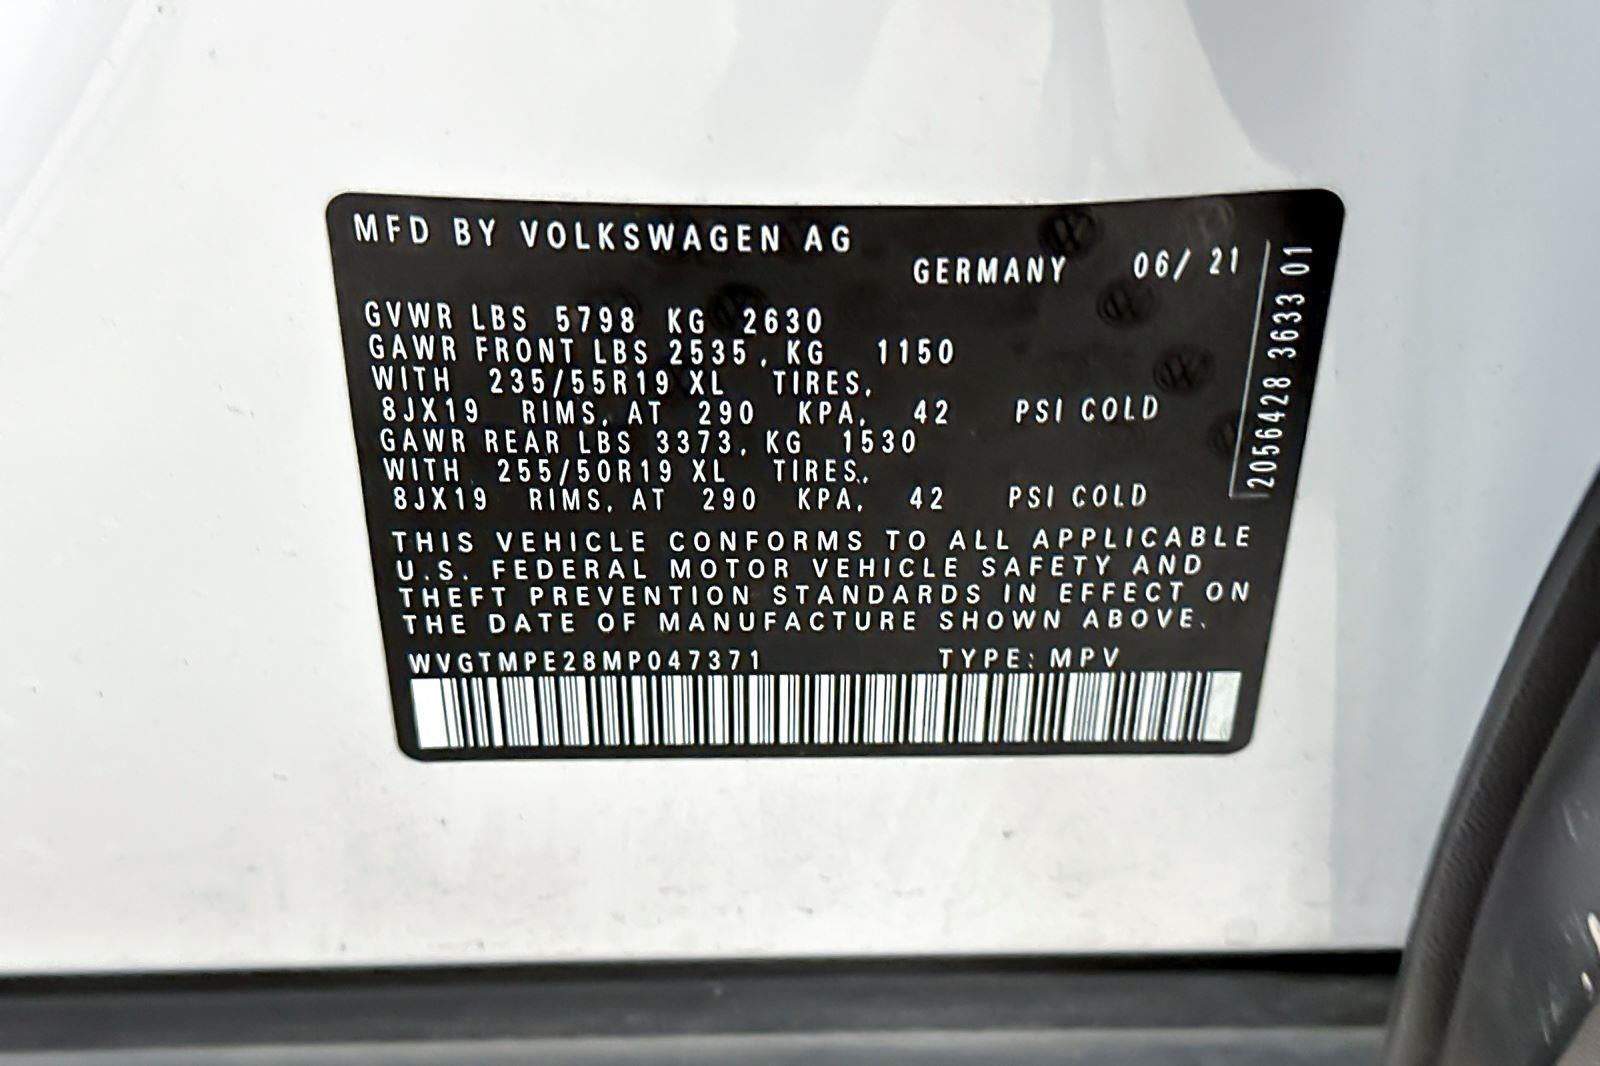 MFD BY VOLKSWAGEN AG
GERMANY 06/ 21
GVWR LBS 5798 KG 2630
GAWR FRONT LBS 2535, KG 1150
WITH 235/55R19 XL TIRES,
8JX19 RIMS, AT 290 KPA, 42 PSI COLD
GAWR REAR LBS 3373, KG 1530
WITH 255/50R19 XL TIRES,
8JX19 RIMS, AT 290 KPA, 42 PSI COLD
THIS VEHICLE CONFORMS TO ALL APPLICABLE
U.S. FEDERAL MOTOR VEHICLE SAFETY AND
THEFT PREVENTION STANDARDS IN EFFECT ON
THE DATE OF MANUFACTURE SHOWN ABOVE.
WVGTMPE28MP047371 TYPE: MPV
2056428 3633 01